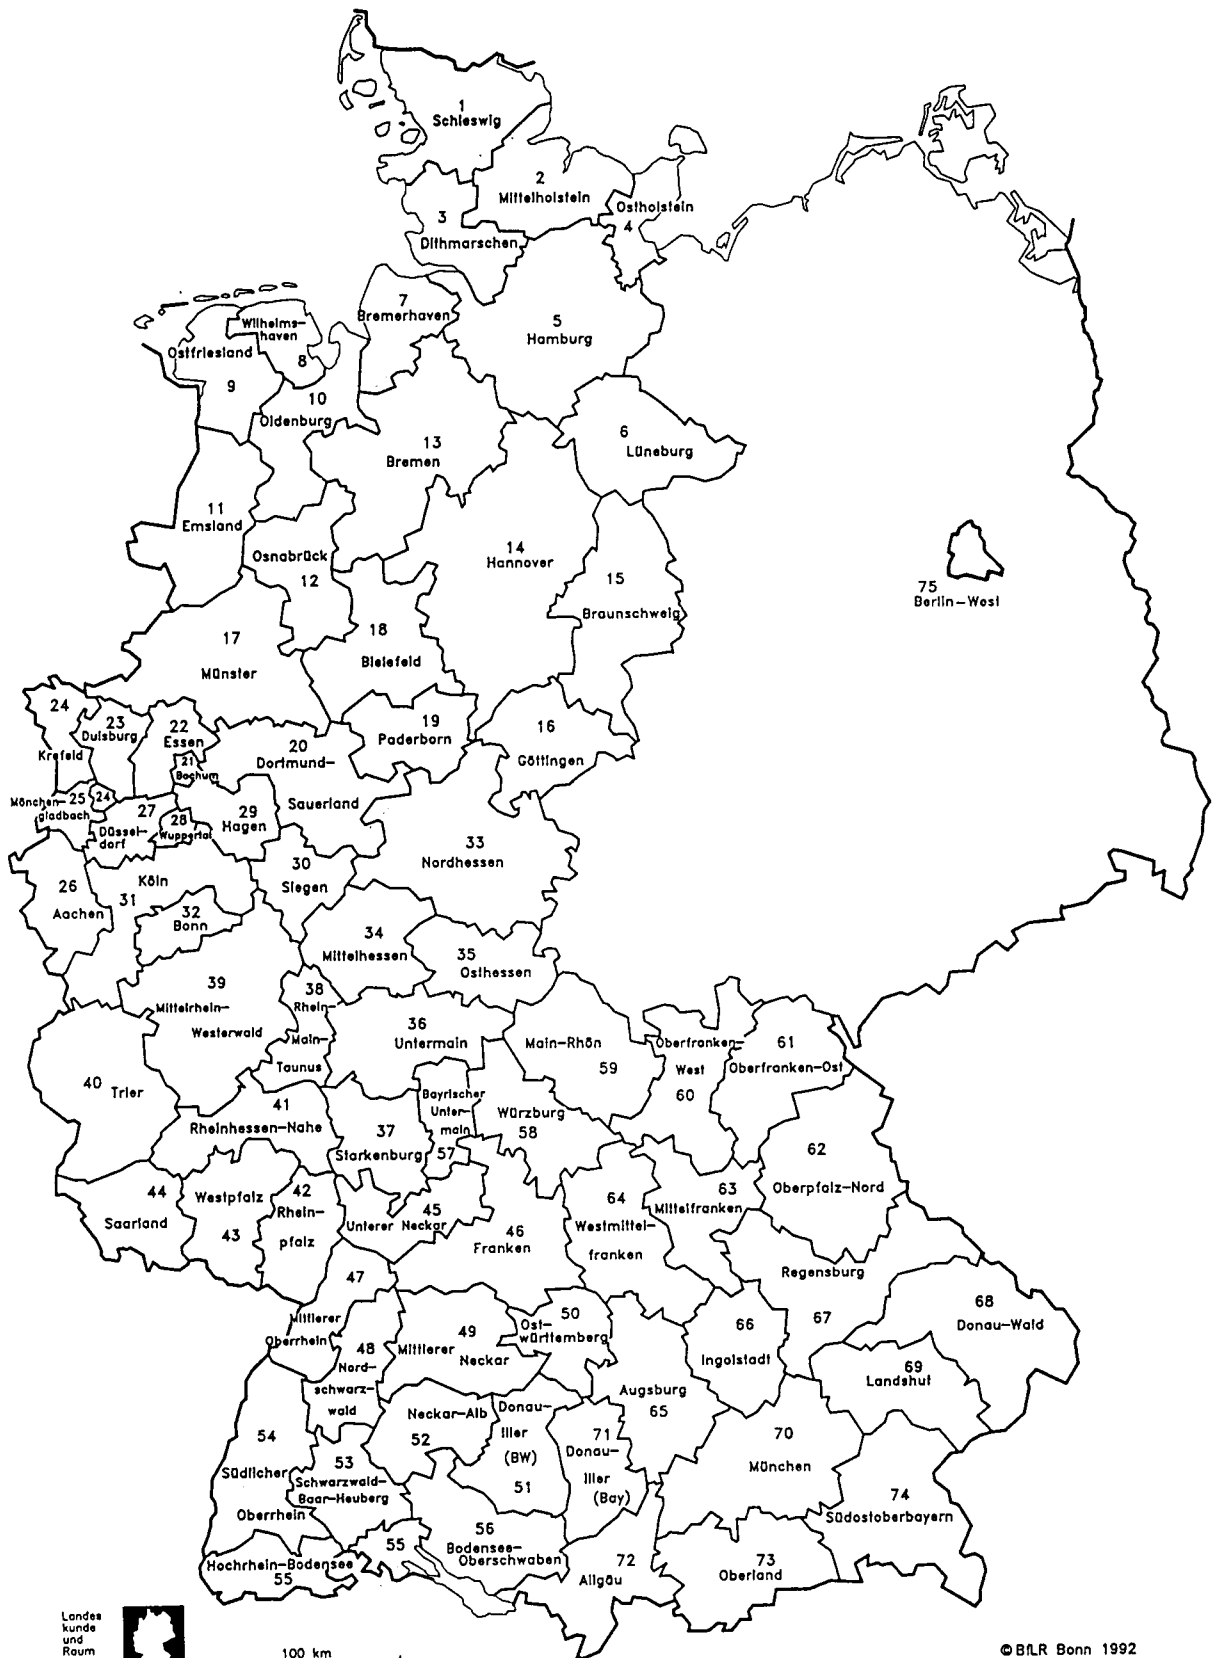 1
Schleswig
2
Mittelholstein
Ostholstein
4
3
Dithmarschen
7
Bremerhaven
5
Hamburg
Wilhelms-
haven
8
Ostfriesland
9
10
Oldenburg
6
Lüneburg
13
Bremen
11
Emsland
Osnabrück
12
14
Hannover
15
Braunschweig
75
Berlin-West
17
Münster
18
Bielefeld
24
Krefeld
23
Duisburg
22
Essen
21
Bochum
20
Dortmund-
Sauerland
19
Paderborn
16
Göttingen
25
Mönchen-
gladbach
24
27
Düssel-
dorf
28
Wuppertal
29
Hagen
33
Nordhessen
26
Aachen
Köln
31
32
Bonn
30
Siegen
34
Mittelhessen
35
Osthessen
39
Mittelrhein-
Westerwald
38
Rhein-
Main-
Taunus
36
Untermain
Main-Rhön
59
Oberfranken-
West
60
61
Oberfranken-Ost
40 Trier
41
Rheinhessen-Nahe
37
Starkenburg
Bayrischer
Unter-
main
57
Würzburg
58
62
Oberpfalz-Nord
44
Saarland
Westpfalz
43
42
Rhein-
pfalz
45
Unterer Neckar
46
Franken
64
Westmittel-
franken
63
Mittelfranken
Regensburg
67
47
Mittlerer
Oberrhein
48
Nord-
schwarz-
wald
49
Mittlerer
Neckar
50
Ost-
württemberg
66
Ingolstadt
68
Donau-Wald
69
Landshut
Augsburg
65
Neckar-Alb
52
Donau-
Iller
(BW)
51
71
Donau-
Iller
(Bay)
70
München
54
Südlicher
Oberrhein
53
Schwarzwald-
Baar-Heuberg
74
Südostoberbayern
56
Bodensee-
Oberschwaben
55
Hochrhein-Bodensee
55
72
Allgäu
73
Oberland
Landes
kunde
und
Raum
100 km
© BfLR Bonn 1992